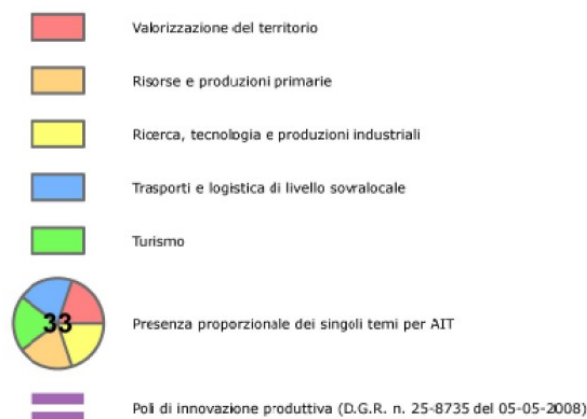 Valorizzazione del territorio
Risorse e produzioni primarie
Ricerca, tecnologia e produzioni industriali
Trasporti e logistica di livello sovralocale
Turismo
33
Presenza proporzionale dei singoli temi per AIT
Poli di innovazione produttiva (D.G.R. n. 25-8735 del 05-05-2008)